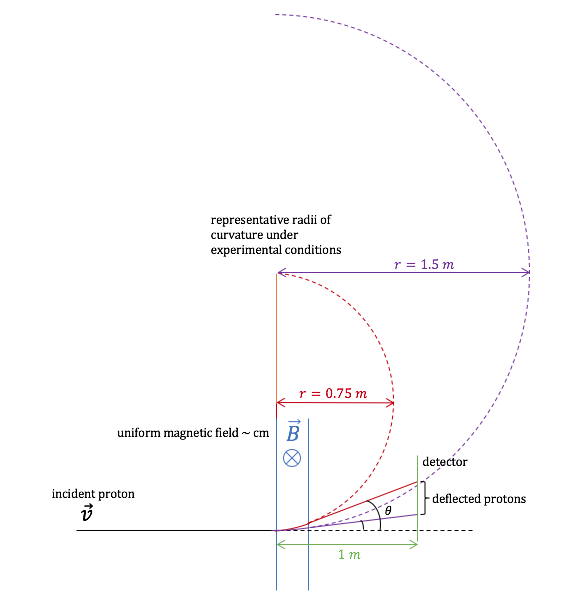 representative radii of
curvature under
experimental conditions
r = 1.5 m
r = 0.75 m
uniform magnetic field ~ cm
B⃗
detector
incident proton
v⃗
deflected protons
θ
1 m